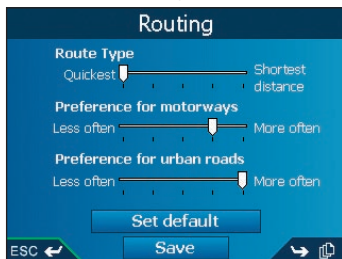 Routing
Route Type
Quickest Shortest distance
Preference for motorways
Less often More often
Preference for urban roads
Less often More often
Set default
ESC Save